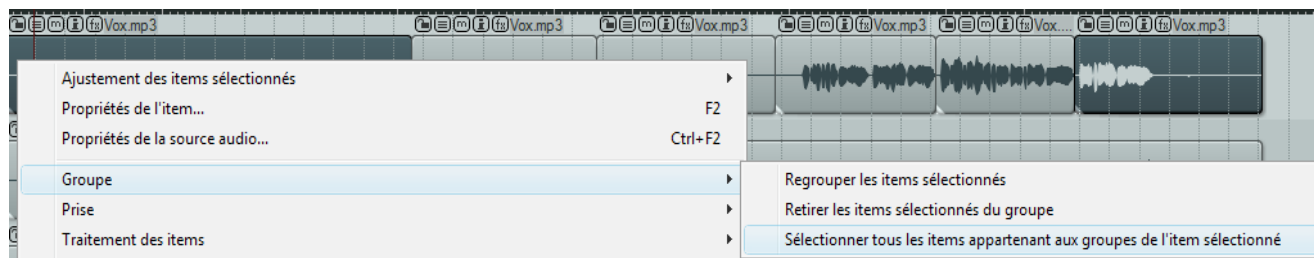 Vox.mp3 Vox.mp3 Vox.mp3 Vox.mp3 Vox.... Vox.mp3
Ajustement des items sélectionnés
Propriétés de l'item... F2
Propriétés de la source audio... Ctrl+F2
Groupe
Prise
Traitement des items
Regrouper les items sélectionnés
Retirer les items sélectionnés du groupe
Sélectionner tous les items appartenant aux groupes de l'item sélectionné